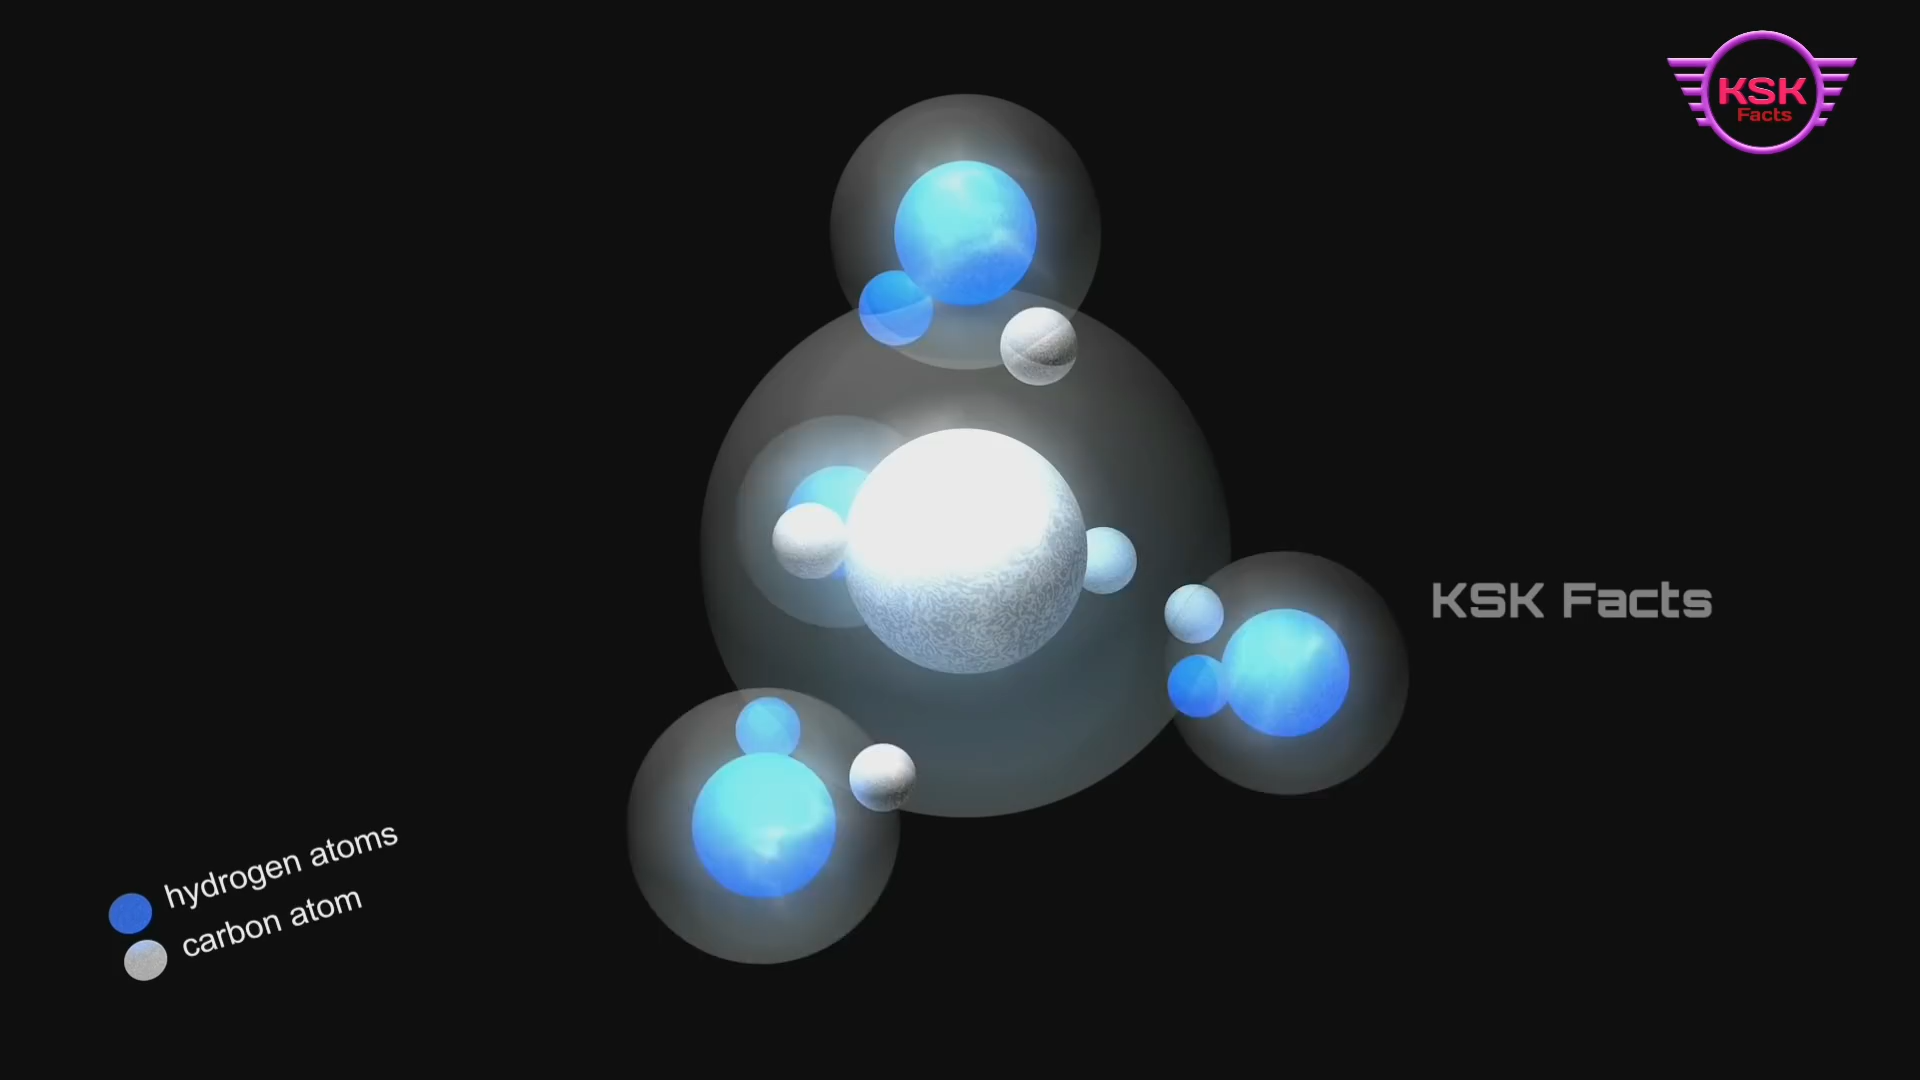 KSK
Facts
KSK Facts
hydrogen atoms
carbon atom